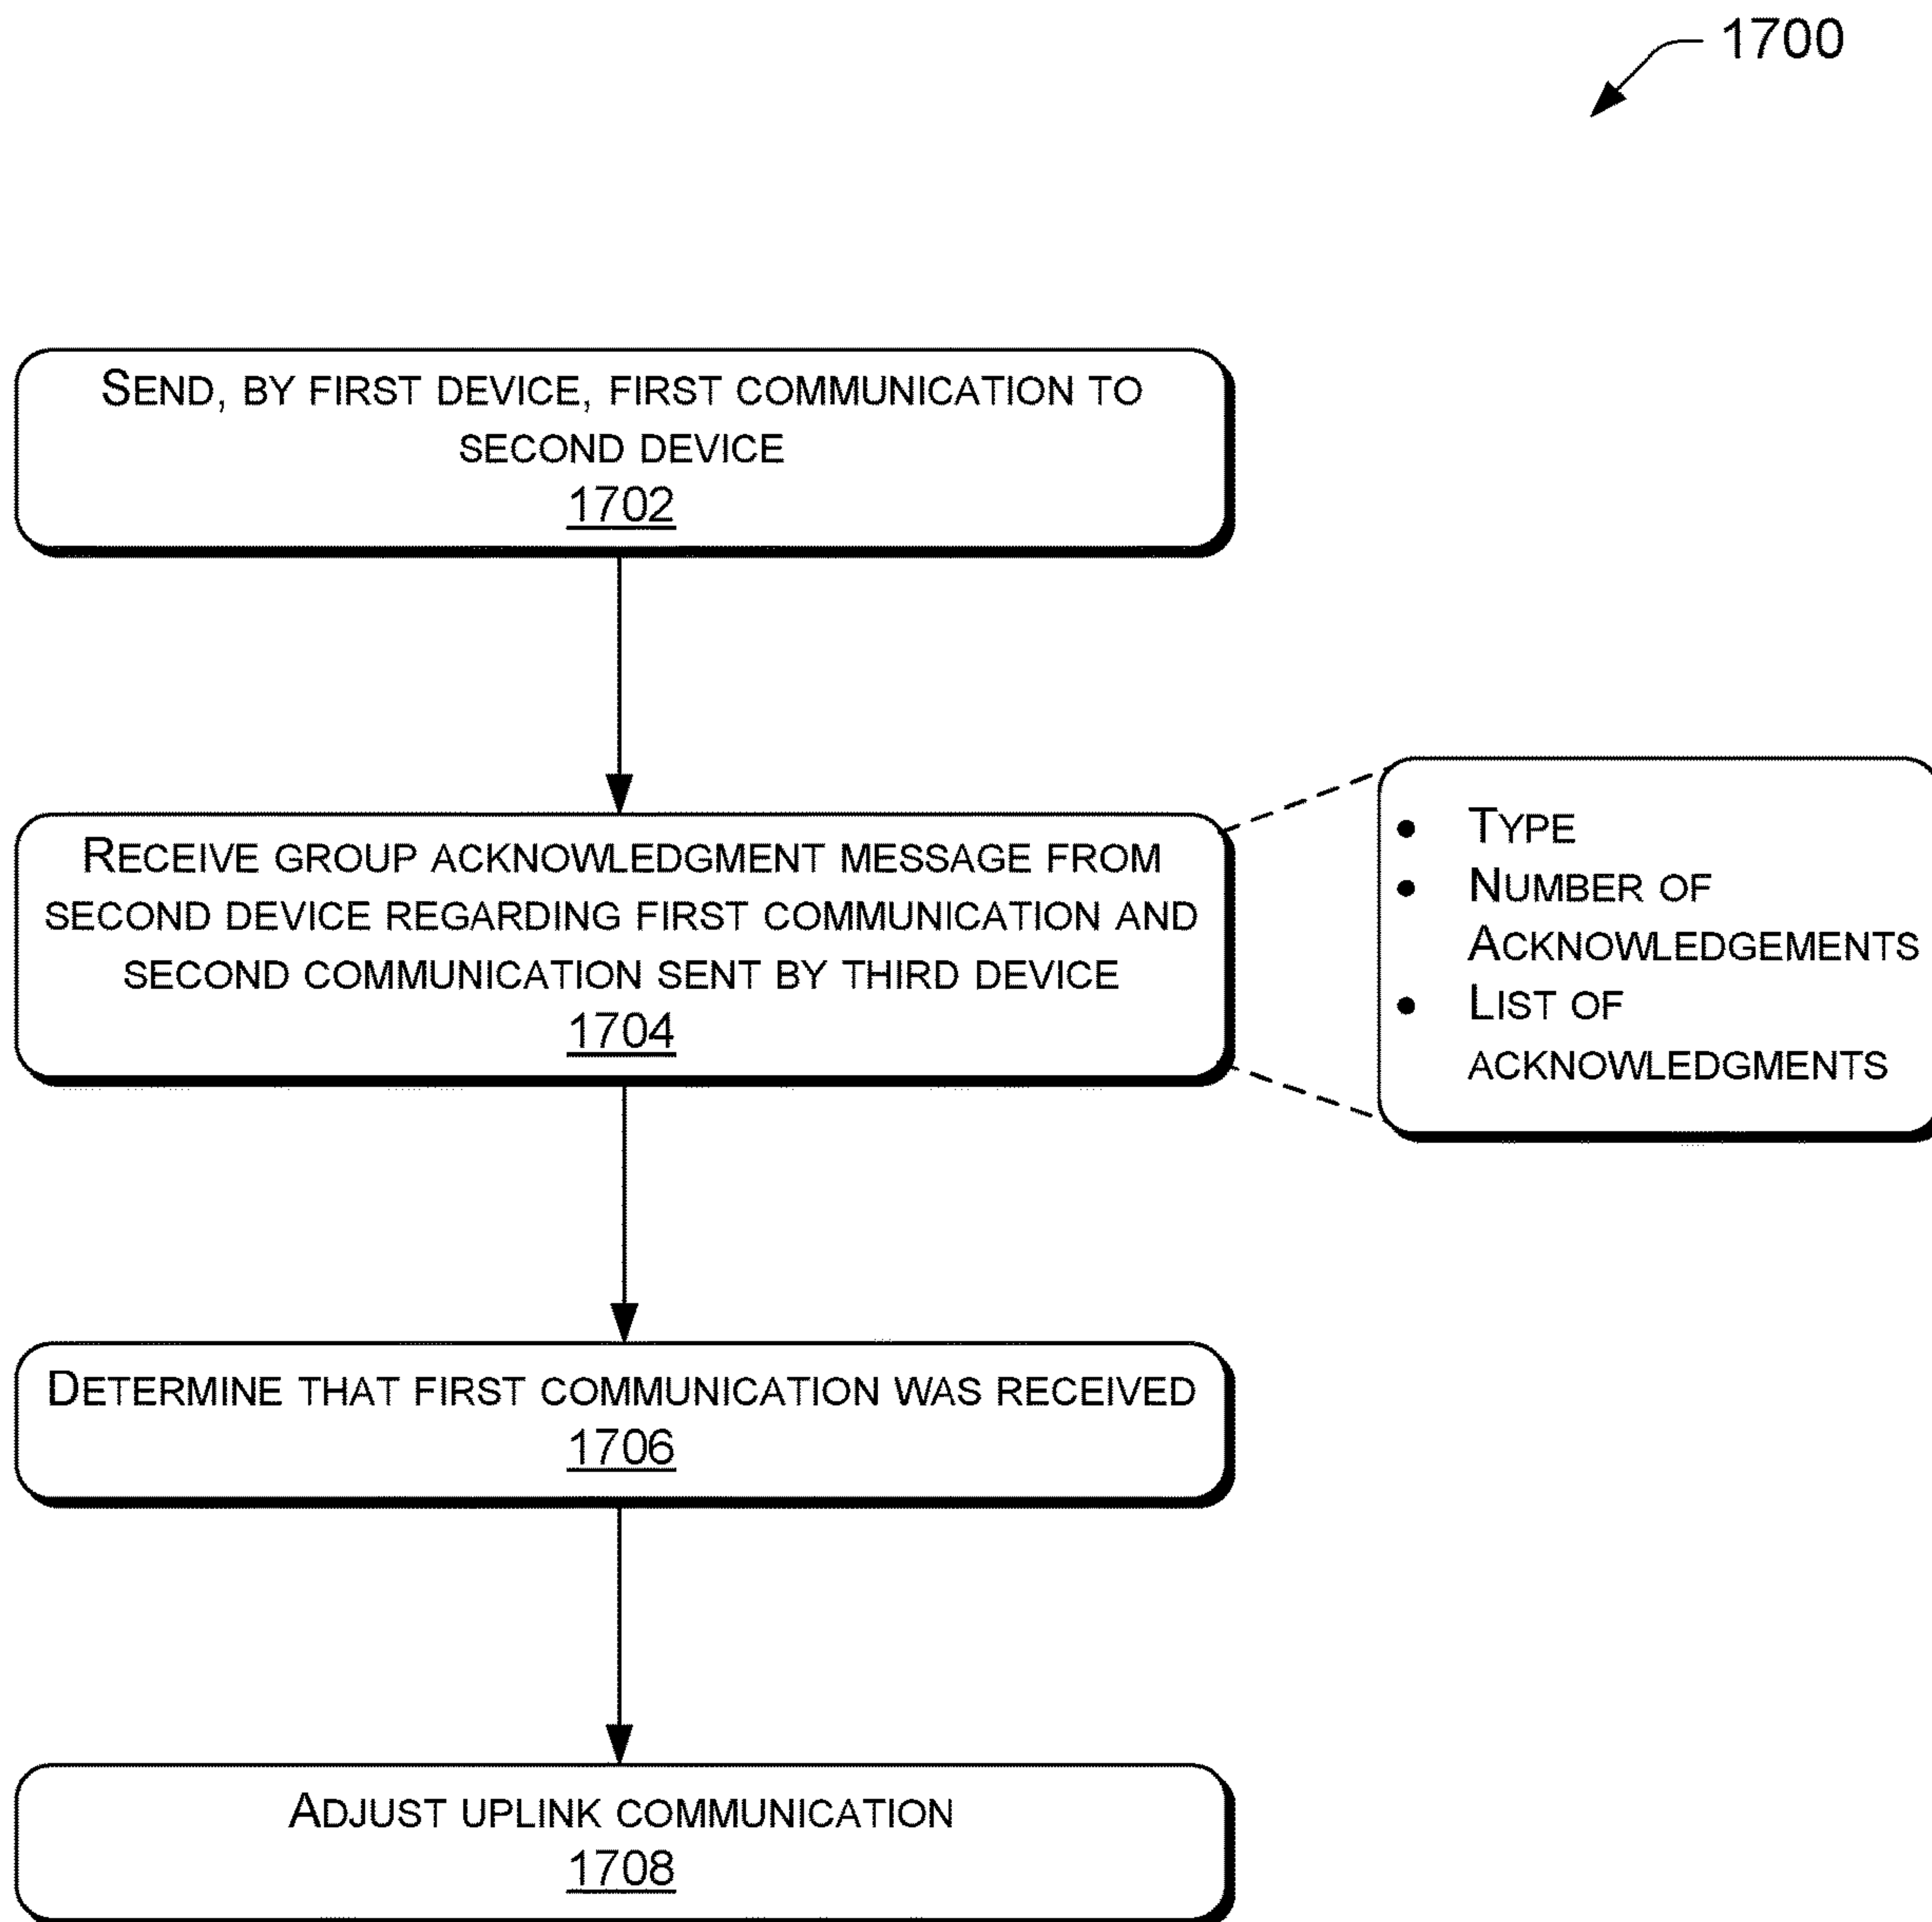 1700
SEND, BY FIRST DEVICE, FIRST COMMUNICATION TO
SECOND DEVICE
1702
RECEIVE GROUP ACKNOWLEDGMENT MESSAGE FROM
SECOND DEVICE REGARDING FIRST COMMUNICATION AND
SECOND COMMUNICATION SENT BY THIRD DEVICE
1704
• TYPE
• NUMBER OF
ACKNOWLEDGEMENTS
• LIST OF
ACKNOWLEDGMENTS
DETERMINE THAT FIRST COMMUNICATION WAS RECEIVED
1706
ADJUST UPLINK COMMUNICATION
1708